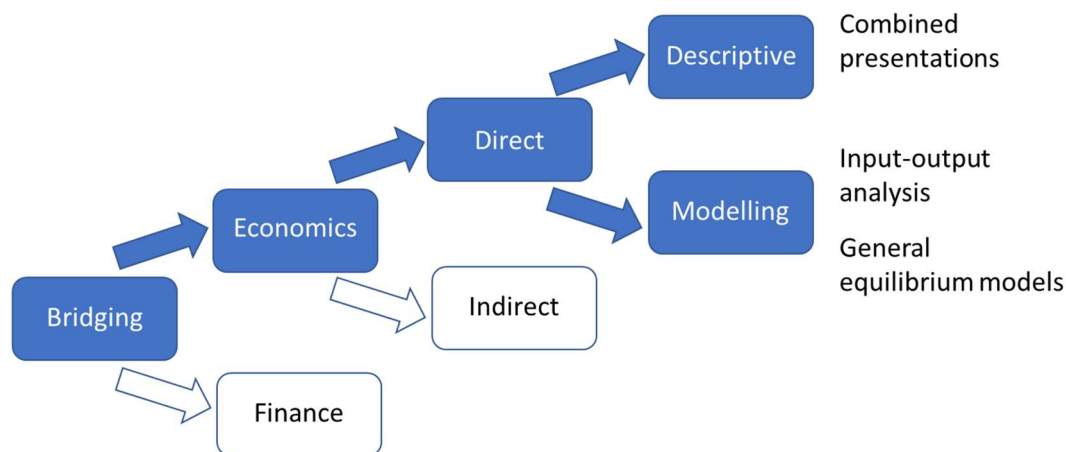 Descriptive
Combined
presentations
Direct
Modelling
Input-output
analysis
General
equilibrium models
Economics
Indirect
Bridging
Finance